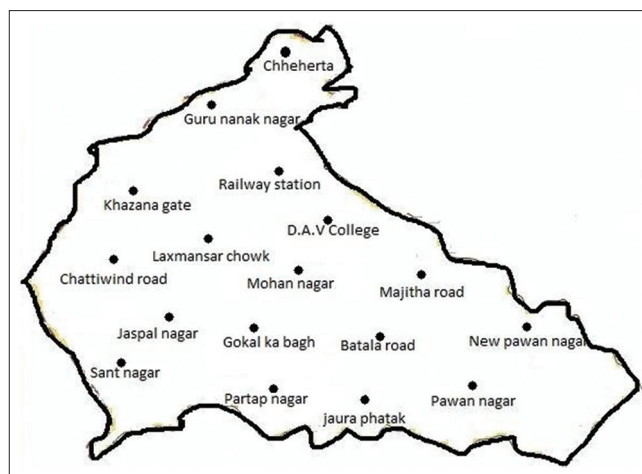 Chheherta
Guru nanak nagar
Railway station
Khazana gate
D.A.V College
Laxmansar chowk
Chattiwind road
Mohan nagar
Majitha road
Jaspal nagar
Gokal ka bagh
Batala road
New pawan nagar
Sant nagar
Partap nagar
jaura phatak
Pawan nagar